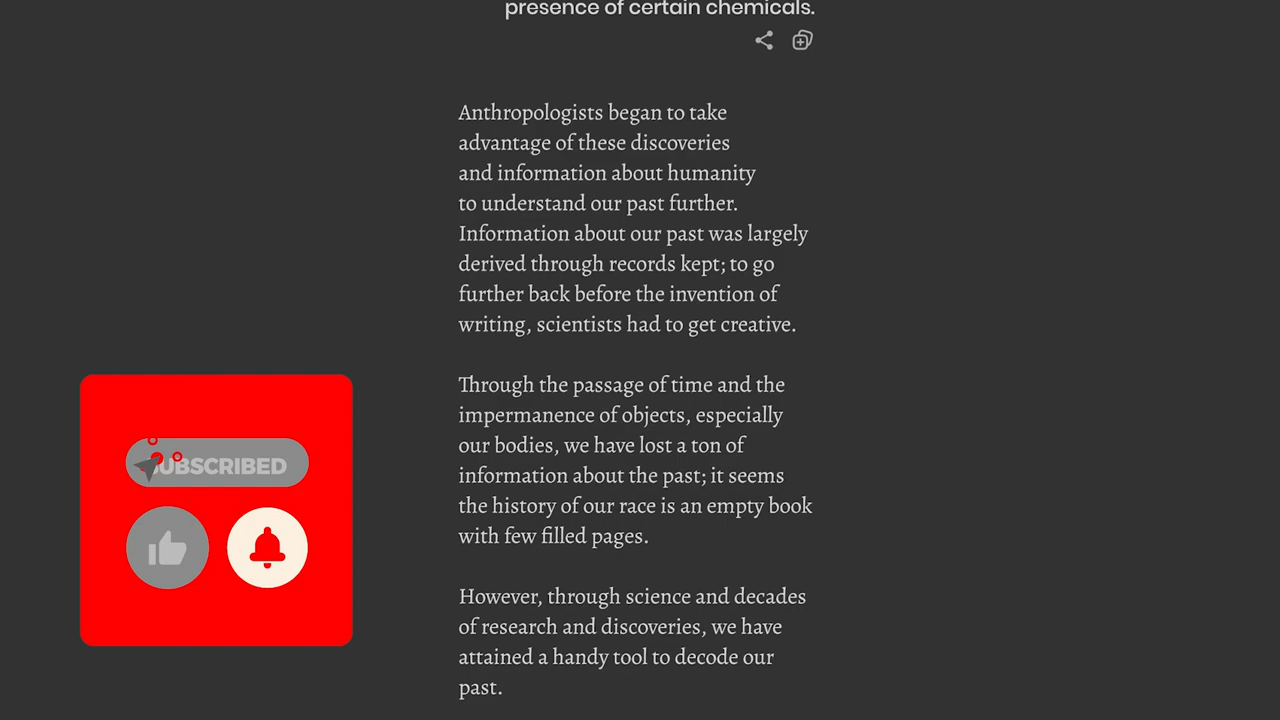 presence of certain chemicals.
Anthropologists began to take
advantage of these discoveries
and information about humanity
to understand our past further.
Information about our past was largely
derived through records kept; to go
further back before the invention of
writing, scientists had to get creative.
Through the passage of time and the
impermanence of objects, especially
our bodies, we have lost a ton of
information about the past; it seems
the history of our race is an empty book
with few filled pages.
SUBSCRIBED
However, through science and decades
of research and discoveries, we have
attained a handy tool to decode our
past.